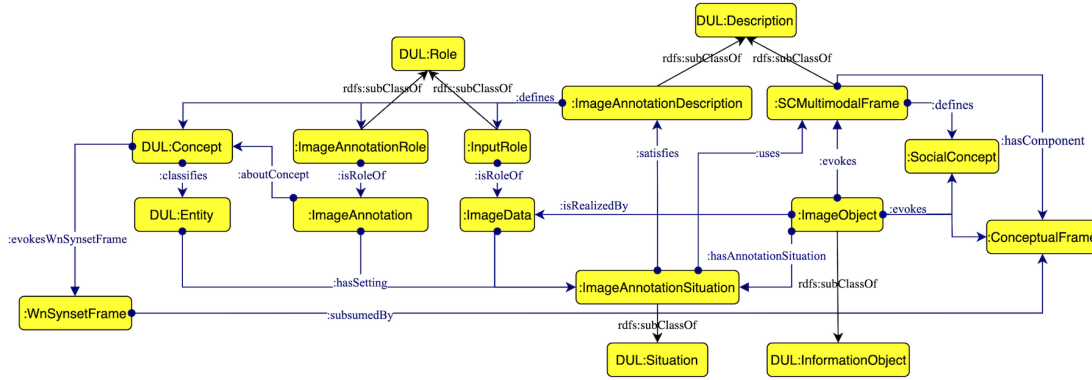 DUL:Description
DUL:Role
rdfs:subClassOf
rdfs:subClassOf
rdfs:subClassOf
rdfs:subClassOf
:defines
:ImageAnnotationDescription
:SCMultimodalFrame
:defines
DUL:Concept
:ImageAnnotationRole
:InputRole
:satisfies
:uses
:evokes
:SocialConcept
:hasComponent
:classifies
:aboutConcept
:isRoleOf
:isRoleOf
DUL:Entity
:ImageAnnotation
:ImageData
:isRealizedBy
:ImageObject
:evokes
:evokesWnSynsetFrame
:ConceptualFrame
:hasAnnotationSituation
:hasSetting
:ImageAnnotationSituation
rdfs:subClassOf
:WnSynsetFrame
:subsumedBy
rdfs:subClassOf
DUL:Situation
DUL:InformationObject